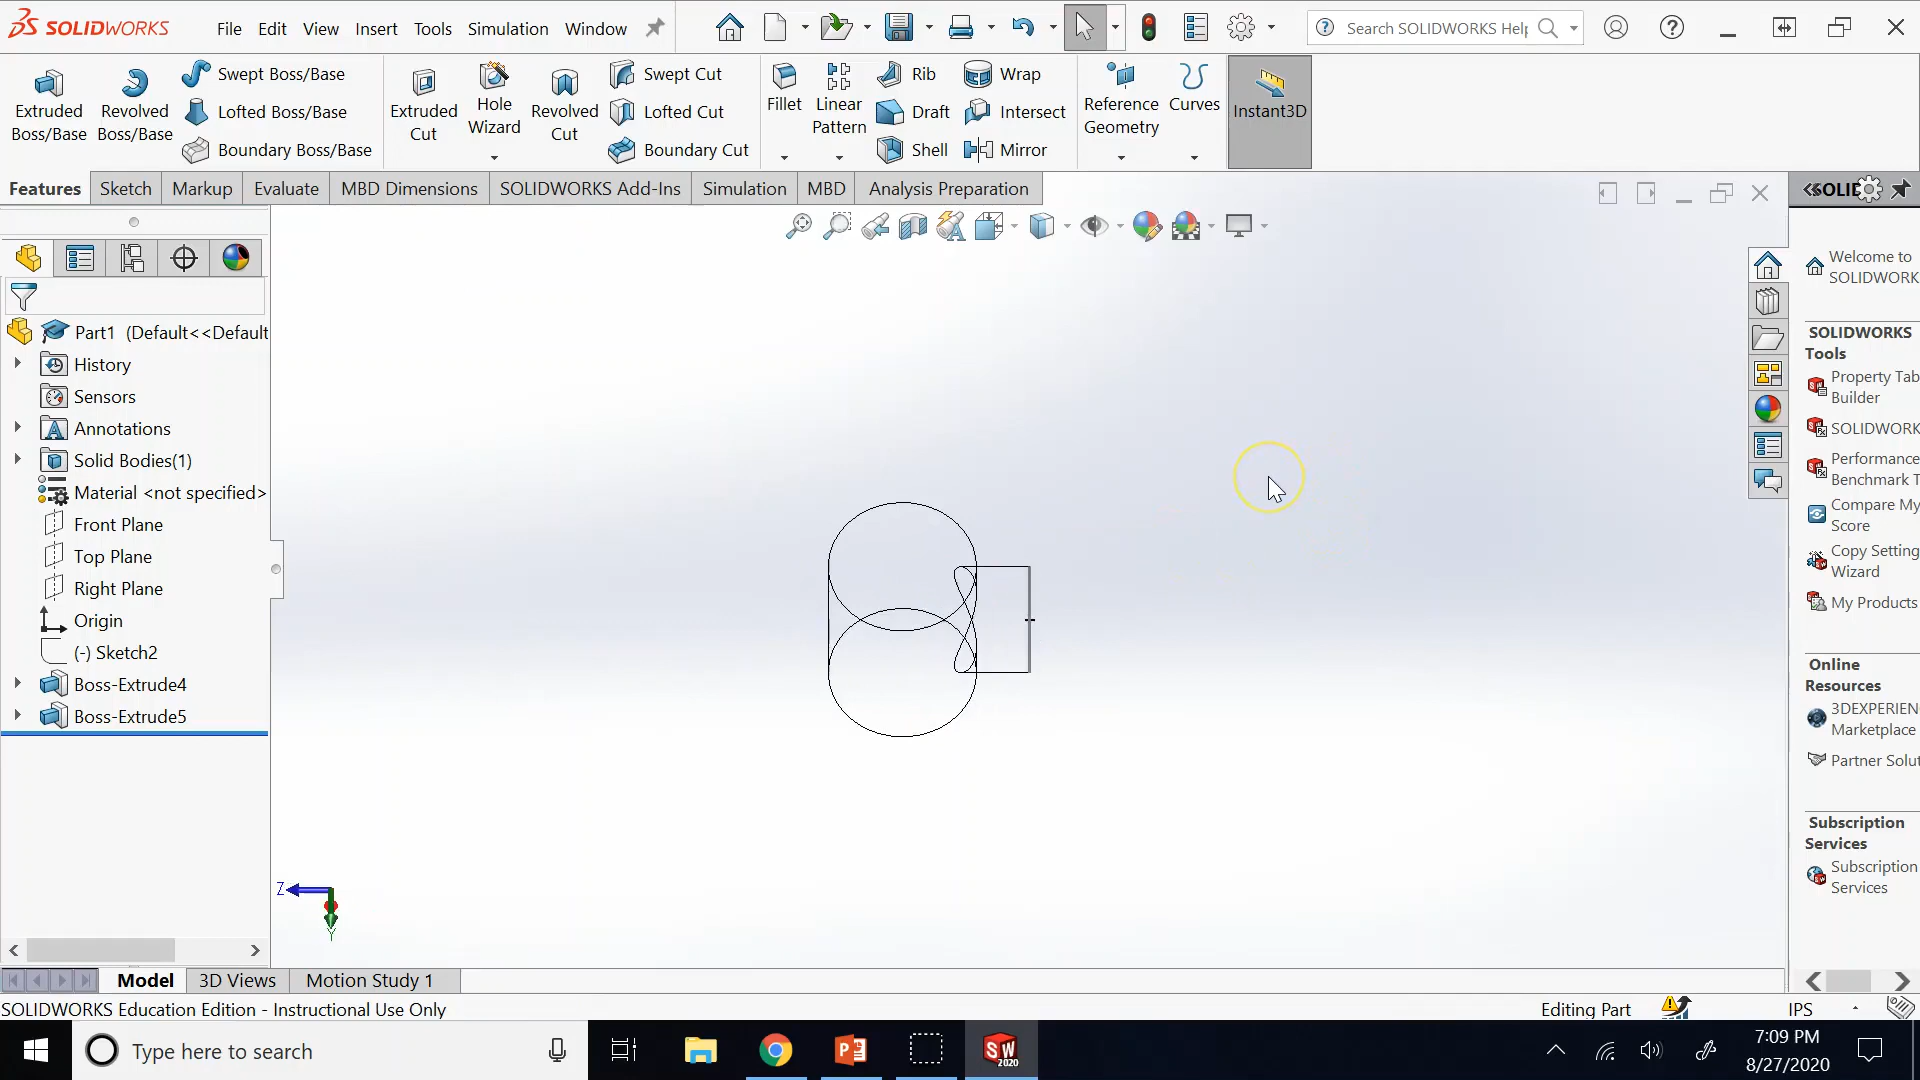 SOLIDWORKS File Edit View Insert Tools Simulation Window Search SOLIDWORKS Help
Extruded Boss/Base
Revolved Boss/Base
Swept Boss/Base
Lofted Boss/Base
Boundary Boss/Base
Extruded Cut
Hole Wizard
Revolved Cut
Swept Cut
Lofted Cut
Boundary Cut
Fillet
Linear Pattern
Rib
Draft
Shell
Wrap
Intersect
Mirror
Reference Geometry
Curves
Instant3D
Features Sketch Markup Evaluate MBD Dimensions SOLIDWORKS Add-Ins Simulation MBD Analysis Preparation
SOLI
Part1 (Default<<Default
History
Sensors
Annotations
Solid Bodies(1)
Material <not specified>
Front Plane
Top Plane
Right Plane
Origin
(-) Sketch2
Boss-Extrude4
Boss-Extrude5
Z
Y
Welcome to
SOLIDWORK
SOLIDWORKS
Tools
Property Tab
Builder
SOLIDWORK
Performance
Benchmark T
Compare My
Score
Copy Setting
Wizard
My Products
Online
Resources
3DEXPERIEN
Marketplace
Partner Solut
Subscription
Services
Subscription
Services
Model 3D Views Motion Study 1
SOLIDWORKS Education Edition - Instructional Use Only Editing Part IPS
Type here to search
SW
2020
7:09 PM
8/27/2020